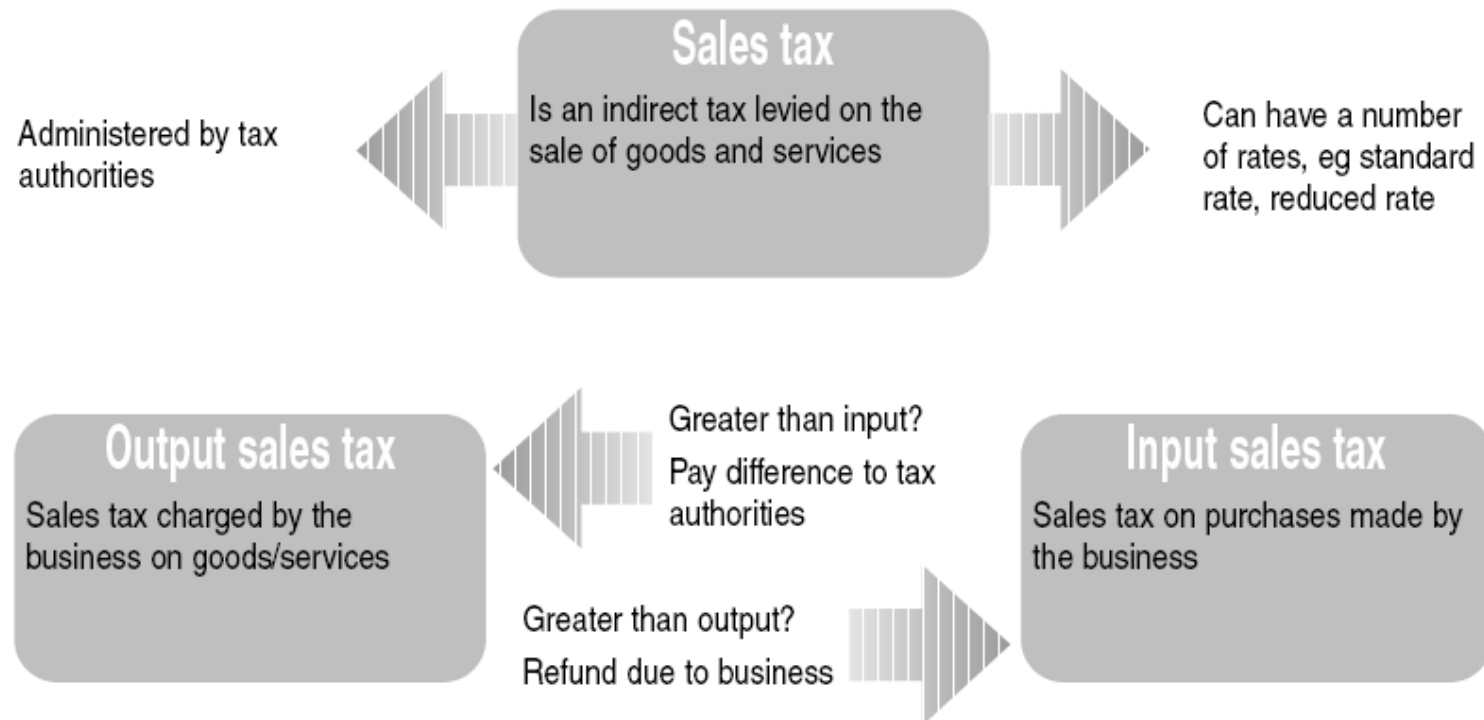 Sales tax
Is an indirect tax levied on the
sale of goods and services
Administered by tax
authorities
Can have a number
of rates, eg standard
rate, reduced rate
Output sales tax
Sales tax charged by the
business on goods/services
Greater than input?
Pay difference to tax
authorities
Greater than output?
Refund due to business
Input sales tax
Sales tax on purchases made by
the business